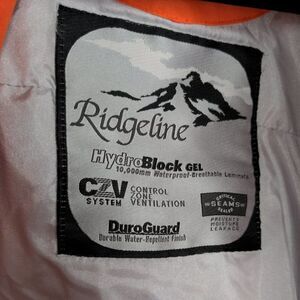 Ridgeline
HydroBlock GEL
10,000mm Waterproof-Breathable Laminate
CZV
SYSTEM
CONTROL
ZONE
VENTILATION
CRITICAL
SEAMS
SEALED
PREVENTS
MOISTURE
LEAKAGE
DuroGuard
Durable Water-Repellent Finish